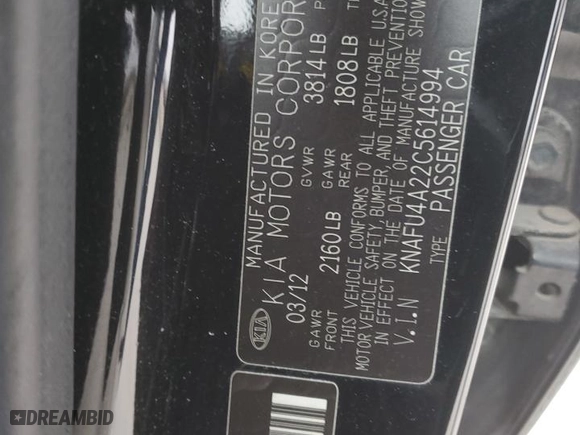 MANUFACTURED IN KOREA
KIA MOTORS CORPOR
03/12 GVWR 3814LB
GAWR FRONT 2160LB GAWR REAR 1808LB
THIS VEHICLE CONFORMS TO ALL APPLICABLE U.S.A
MOTOR VEHICLE SAFETY, BUMPER, AND THEFT PREVENTION
IN EFFECT ON THE DATE OF MANUFACTURE SHOW
V.I.N KNAFU4A22C5614994
TYPE PASSENGER CAR
KIA
DREAMBID